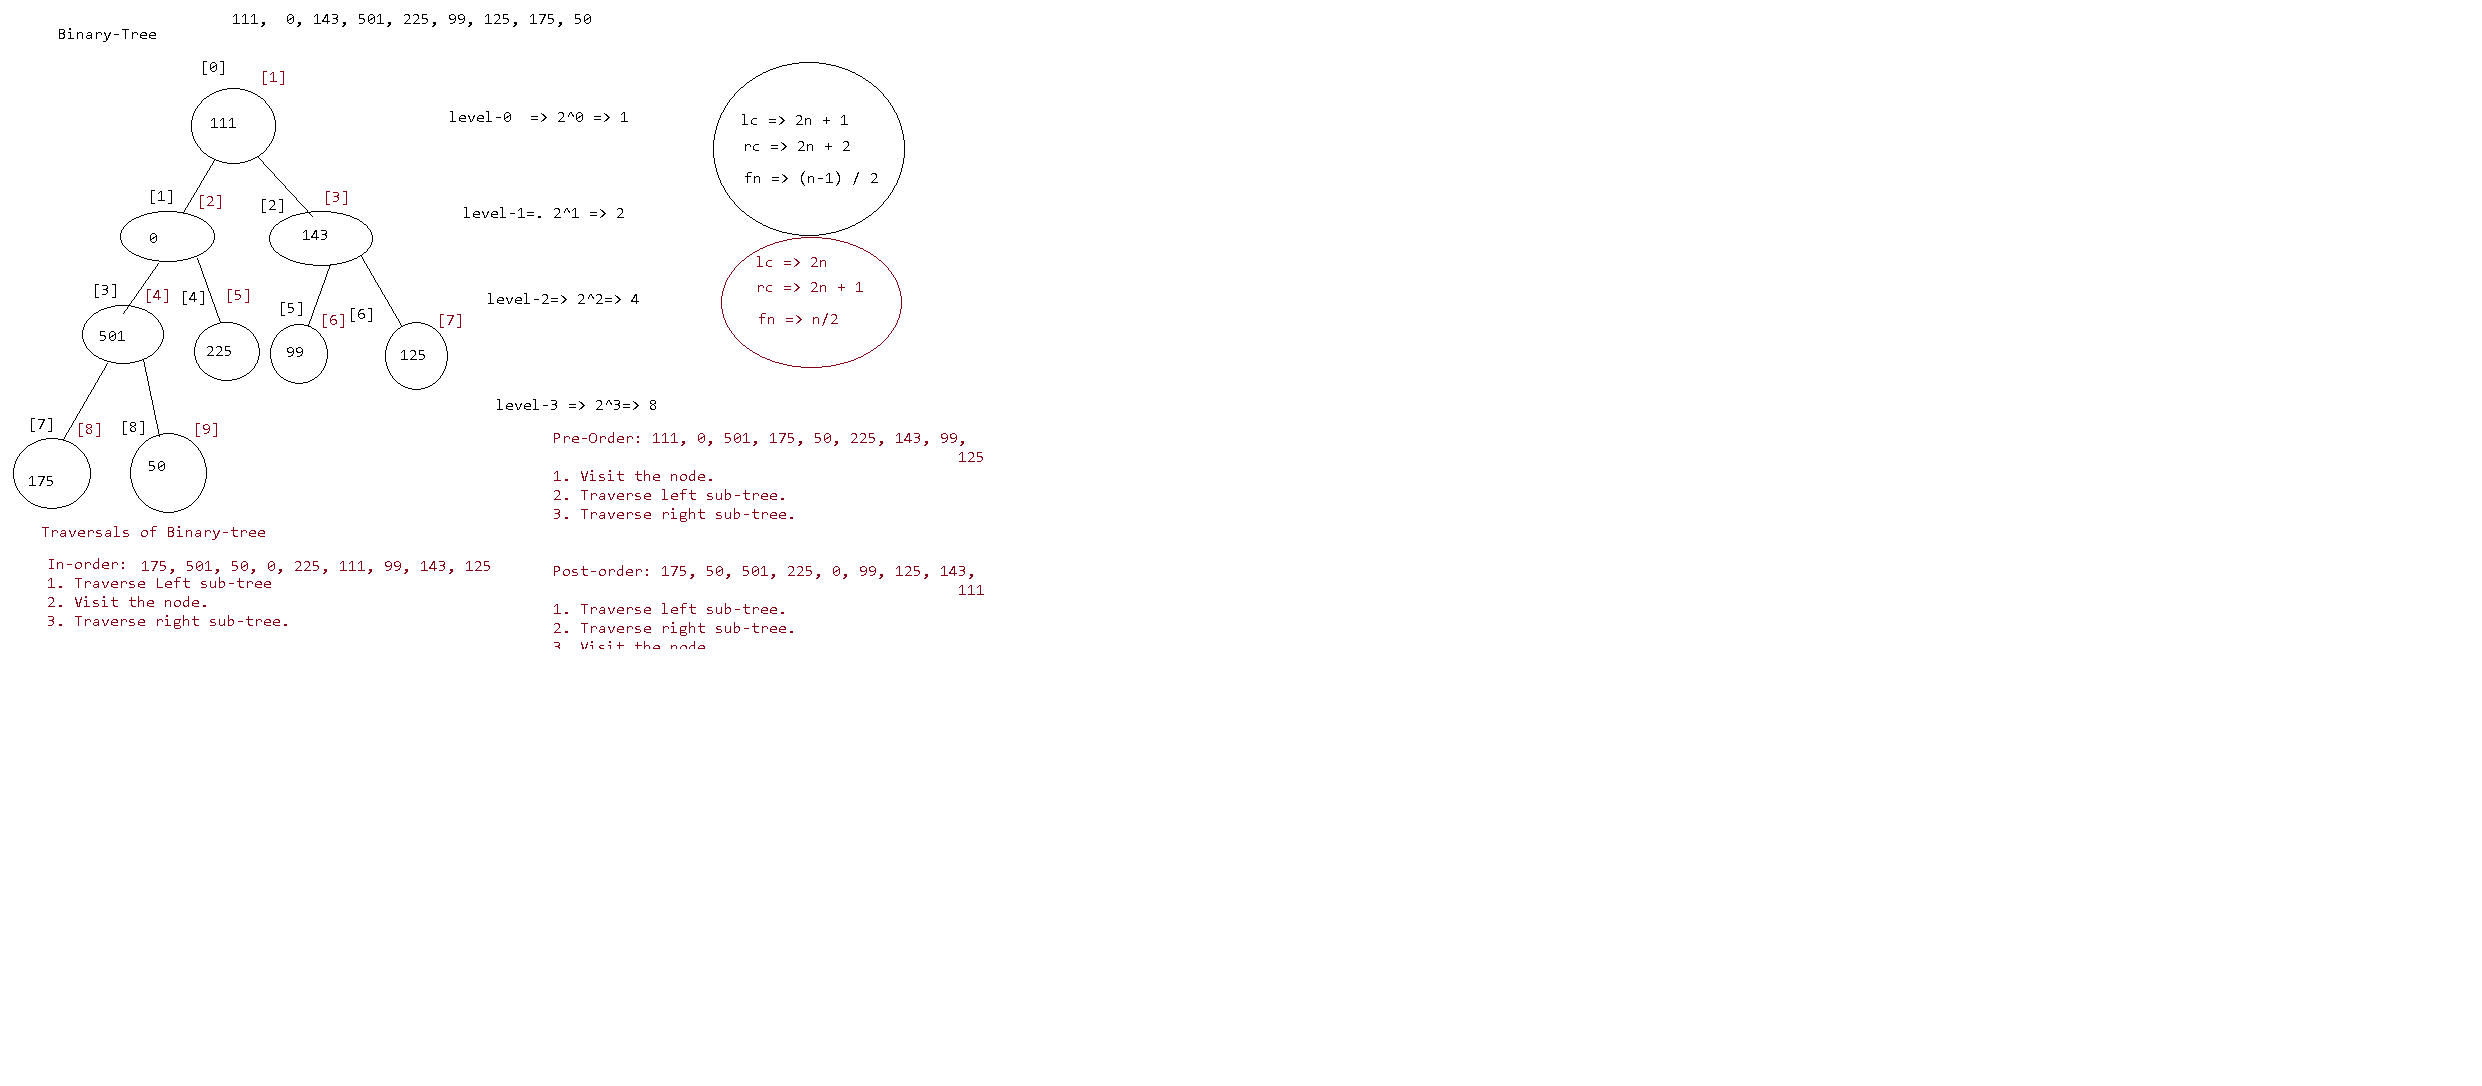 111,  0, 143, 501, 225, 99, 125, 175, 50
Binary-Tree
[0]
[1]
111
level-0  => 2^0 => 1
lc => 2n + 1
rc => 2n + 2
fn => (n-1) / 2
[1]
[2]
[2]
[3]
0
143
level-1=. 2^1 => 2
lc => 2n
rc => 2n + 1
fn => n/2
[3]
[4]
[4]
[5]
[5]
[6]
[6]
[7]
501
225
99
125
level-2=> 2^2=> 4
level-3 => 2^3=> 8
[7]
[8]
[8]
[9]
175
50
Pre-Order: 111, 0, 501, 175, 50, 225, 143, 99,
125
1. Visit the node.
2. Traverse left sub-tree.
3. Traverse right sub-tree.
Traversals of Binary-tree
In-order: 175, 501, 50, 0, 225, 111, 99, 143, 125
1. Traverse Left sub-tree
2. Visit the node.
3. Traverse right sub-tree.
Post-order: 175, 50, 501, 225, 0, 99, 125, 143,
111
1. Traverse left sub-tree.
2. Traverse right sub-tree.
3. Visit the node